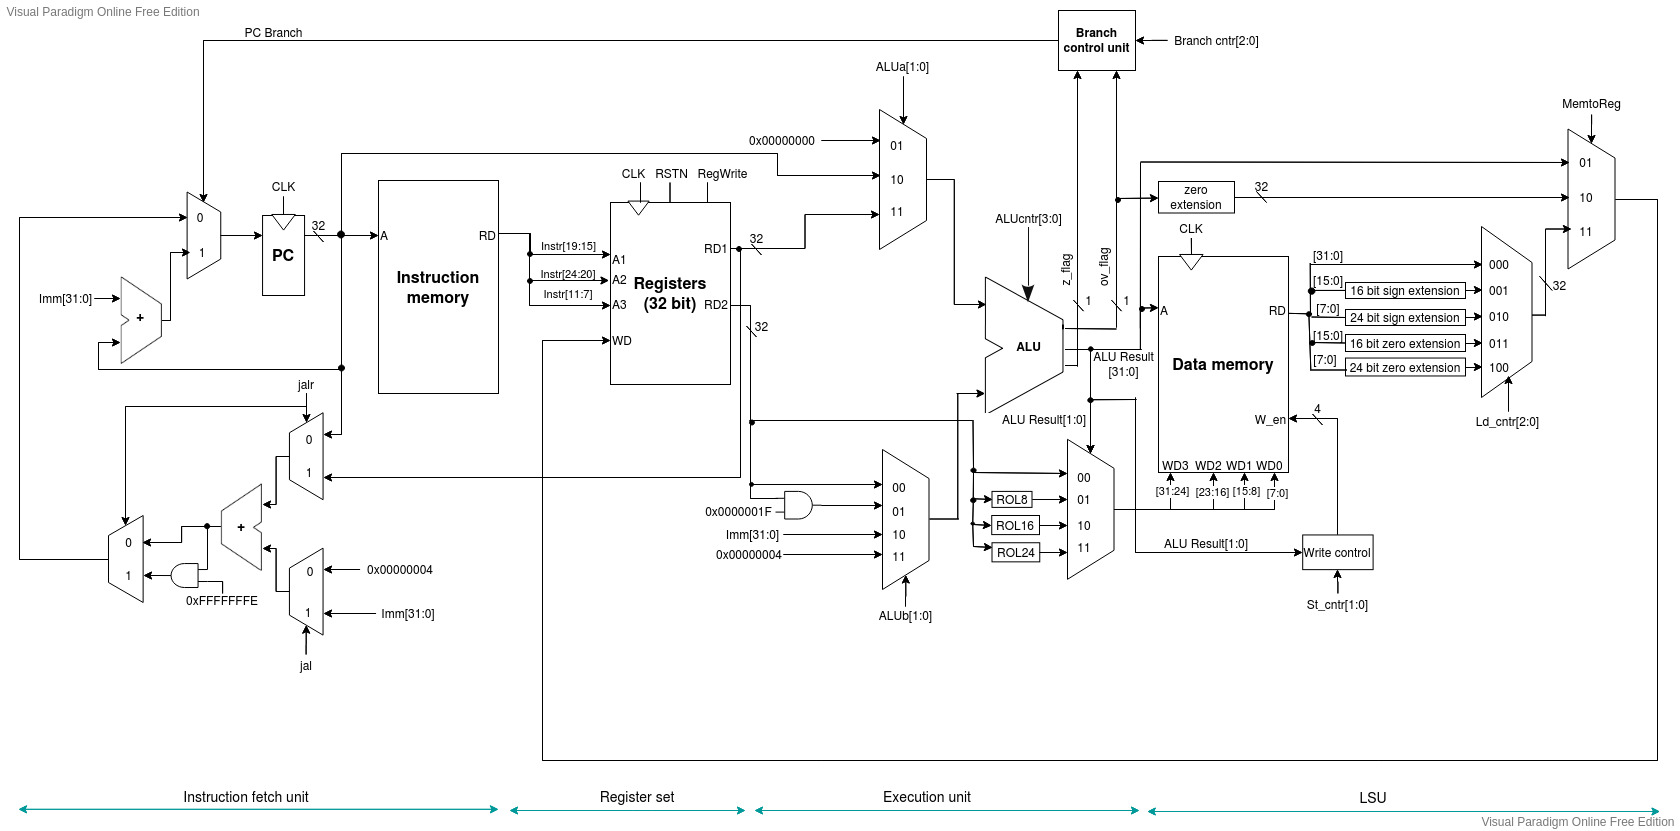 Visual Paradigm Online Free Edition
PC Branch
Branch
control unit
Branch cntr[2:0]
ALUa[1:0]
MemtoReg
0x00000000
01
10
11
01
10
11
CLK
32
0
1
PC
A
RD
Instruction
memory
CLK
RSTN
RegWrite
Instr[19:15]
Instr[24:20]
Instr[11:7]
A1
A2
A3
WD
RD1
RD2
Registers
(32 bit)
32
32
Imm[31:0]
+
ALUcntr[3:0]
z_flag
ov_flag
1
1
ALU
ALU Result
[31:0]
ALU Result[1:0]
zero
extension
32
CLK
A
RD
Data memory
W_en
WD3
WD2
WD1
WD0
[31:24]
[23:16]
[15:8]
[7:0]
4
[31:0]
[15:0]
16 bit sign extension
[7:0]
24 bit sign extension
[15:0]
16 bit zero extension
[7:0]
24 bit zero extension
000
001
010
011
100
32
Ld_cntr[2:0]
jalr
0
1
+
0
1
0xFFFFFFFE
0
1
0x00000004
Imm[31:0]
jal
0x0000001F
Imm[31:0]
0x00000004
00
01
10
11
ALUb[1:0]
ROL8
ROL16
ROL24
00
01
10
11
ALU Result[1:0]
Write control
St_cntr[1:0]
Instruction fetch unit
Register set
Execution unit
LSU
Visual Paradigm Online Free Edition